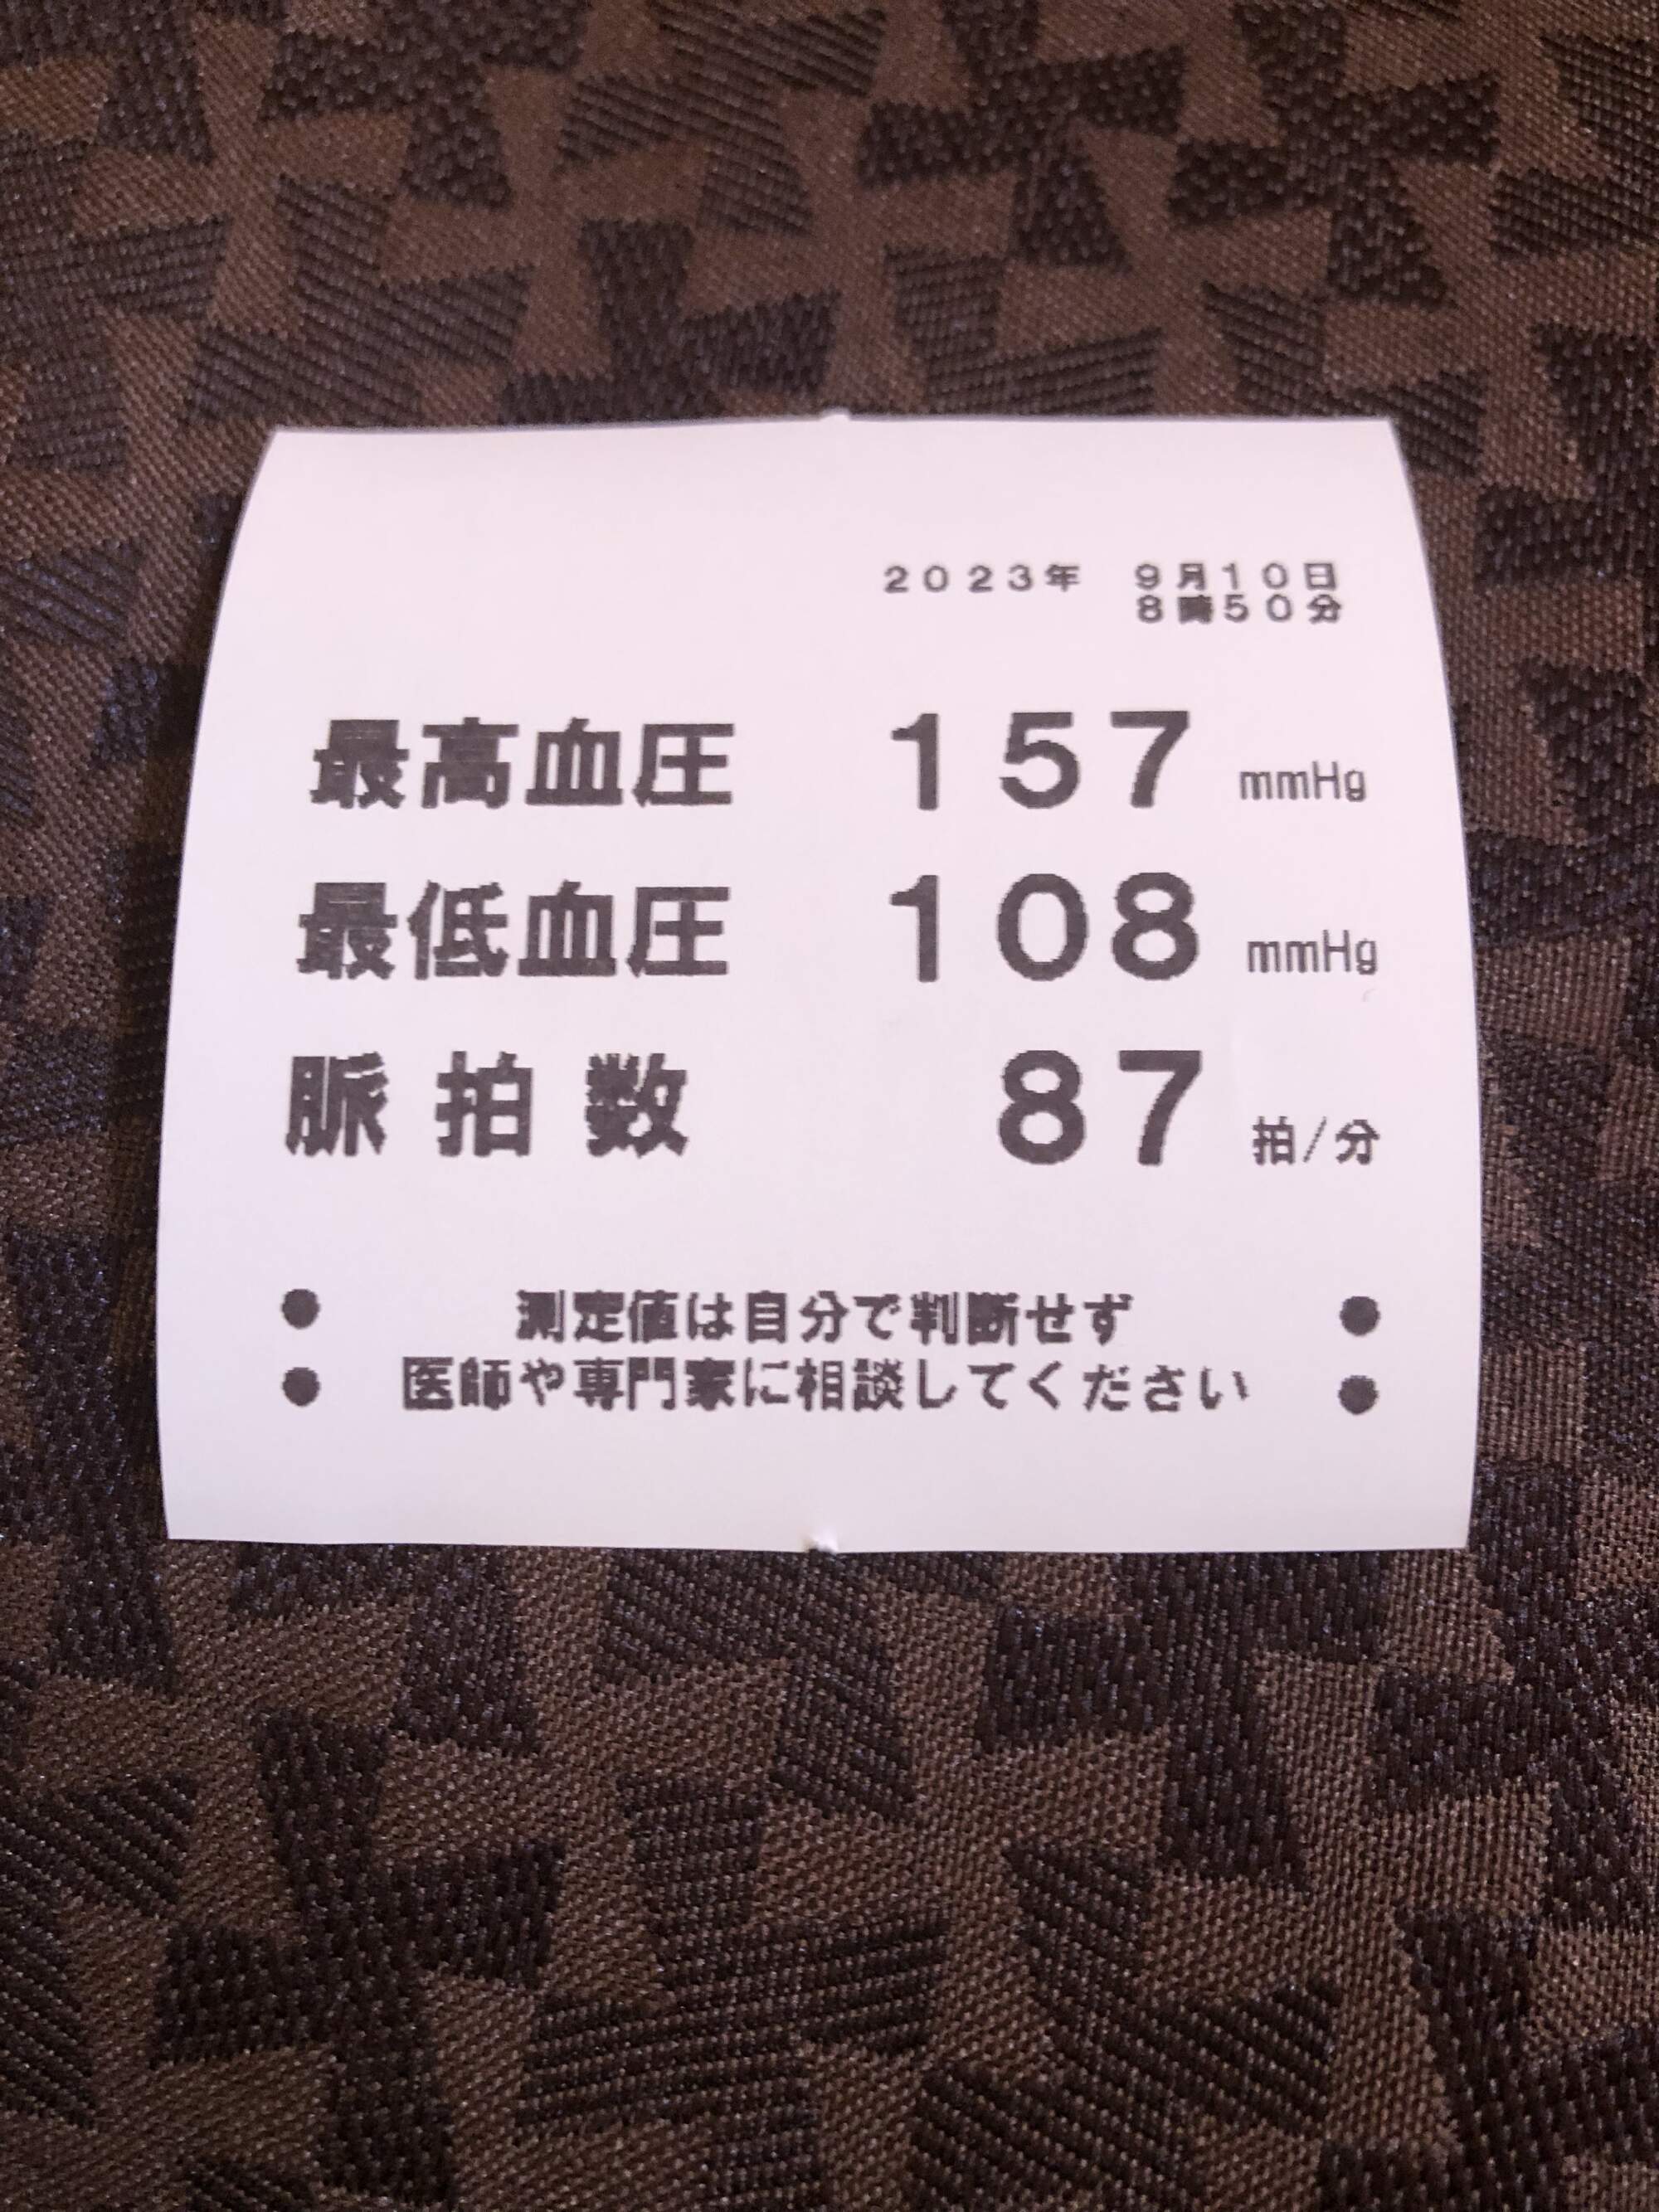 2023年 9月10日
8時50分
最高血圧 157 mmHg
最低血圧 108 mmHg
脈拍数 87 拍/分
● 測定値は自分で判断せず ●
● 医師や専門家に相談してください ●